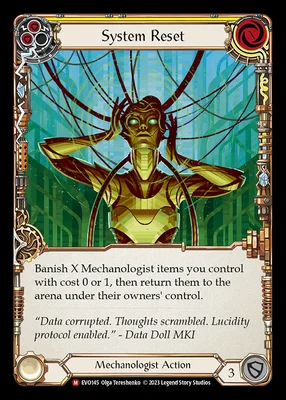 System Reset
Banish X Mechanologist items you control
with cost 0 or 1, then return them to the
arena under their owners' control.
“Data corrupted. Thoughts scrambled. Lucidity
protocol enabled.” - Data Doll MKI
Mechanologist Action
3
M EVO145 Olga Tereshenko © 2023 Legend Story Studios